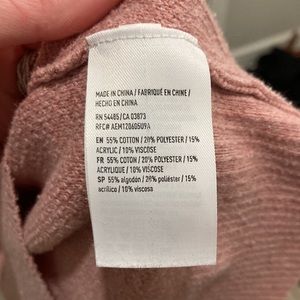 MADE IN CHINA / FABRIQUÉ EN CHINE /
HECHO EN CHINA
RN 54485 / CA 03873
RFC# AEM12060509A
EN 55% COTTON / 20% POLYESTER / 15%
ACRYLIC / 10% VISCOSE
FR 55% COTTON / 20% POLYESTER / 15%
ACRYLIQUE / 10% VISCOSE
SP 55% algodón / 20% poliéster / 15%
acrílico / 10% viscosa